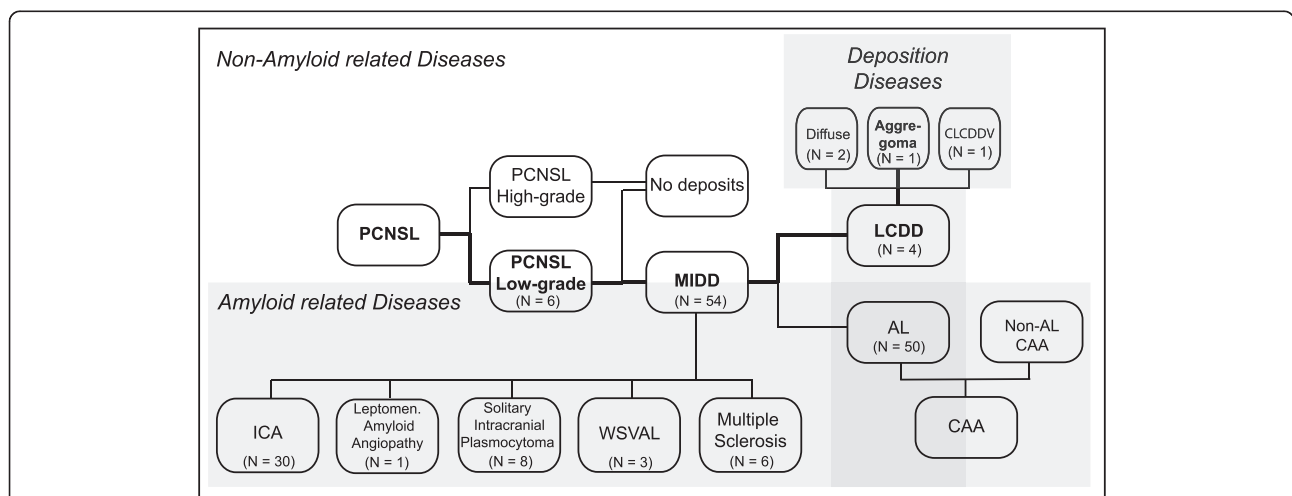 Non-Amyloid related Diseases
Deposition
Diseases
Diffuse
(N = 2)
Aggre-
goma
(N = 1)
CLCDDV
(N = 1)
PCNSL
High-grade
No deposits
PCNSL
LCDD
(N = 4)
PCNSL
Low-grade
(N = 6)
MIDD
(N = 54)
Amyloid related Diseases
AL
(N = 50)
Non-AL
CAA
CAA
ICA
(N = 30)
Leptomen.
Amyloid
Angiopathy
(N = 1)
Solitary
Intracranial
Plasmocytoma
(N = 8)
WSVAL
(N = 3)
Multiple
Sclerosis
(N = 6)